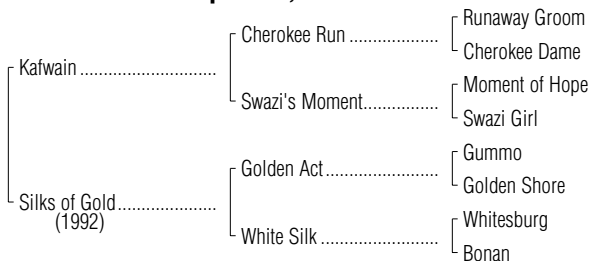 Runaway Groom
Cherokee Run
Cherokee Dame
Kafwain
Moment of Hope
Swazi's Moment
Swazi Girl
Gummo
Golden Act
Golden Shore
Silks of Gold
(1992)
Whitesburg
White Silk
Bonan